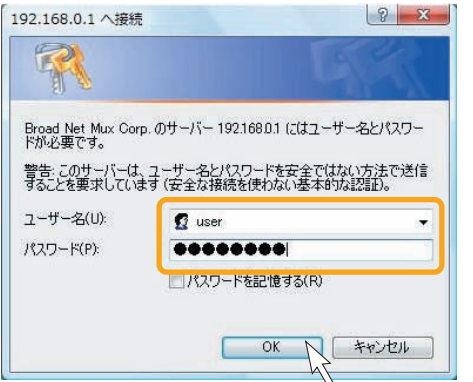 192.168.0.1 へ接続
Broad Net Mux Corp. のサーバー 192.168.0.1 にはユーザー名とパスワー
ドが必要です。
警告: このサーバーは、ユーザー名とパスワードを安全ではない方法で送信
することを要求しています (安全な接続を使わない基本的な認証)。
ユーザー名(U):
user
パスワード(P):
●●●●●●●●
パスワードを記憶する(R)
OK
キャンセル